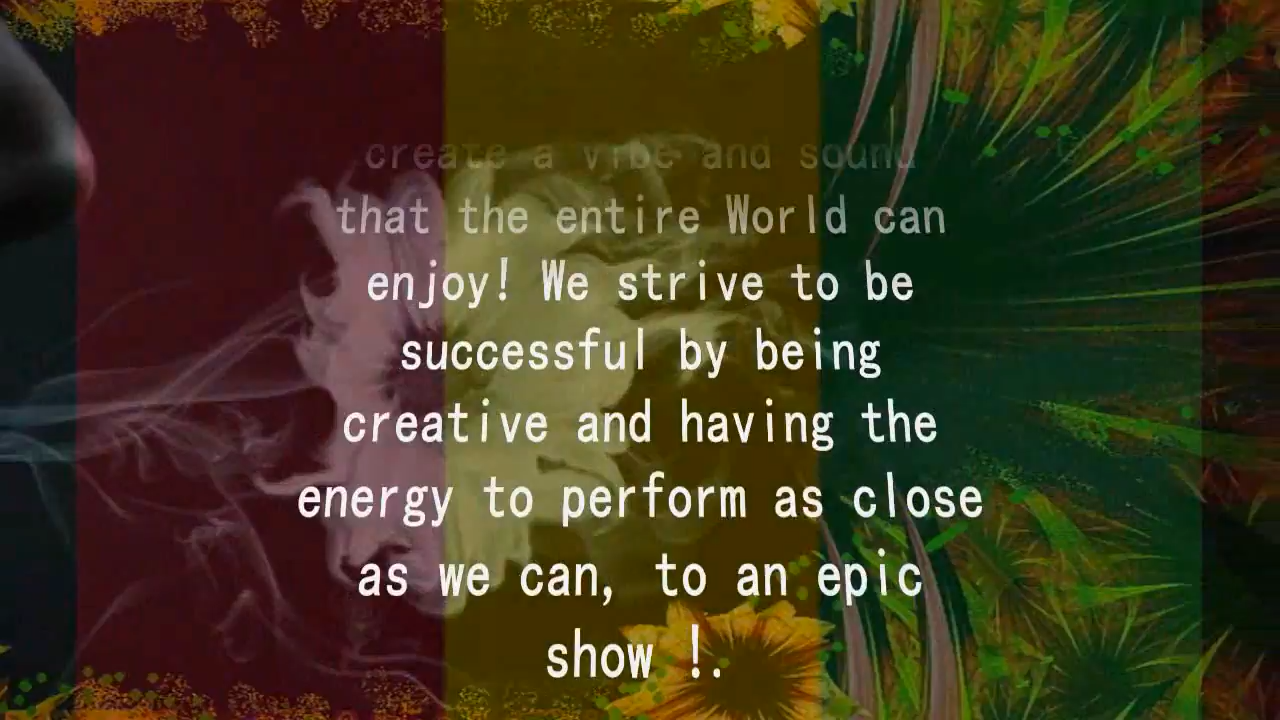 create a vibe and sound
that the entire World can
enjoy! We strive to be
successful by being
creative and having the
energy to perform as close
as we can, to an epic
show !.